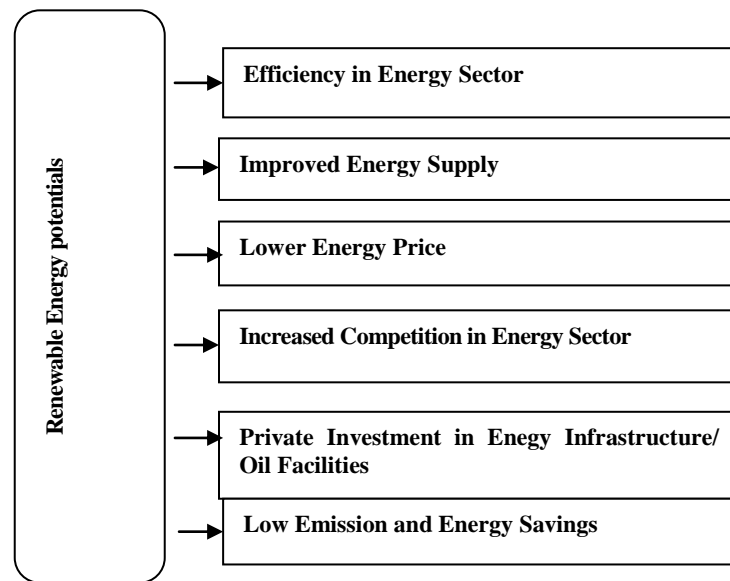 Renewable Energy potentials
Efficiency in Energy Sector
Improved Energy Supply
Lower Energy Price
Increased Competition in Energy Sector
Private Investment in Enegy Infrastructure/
Oil Facilities
Low Emission and Energy Savings